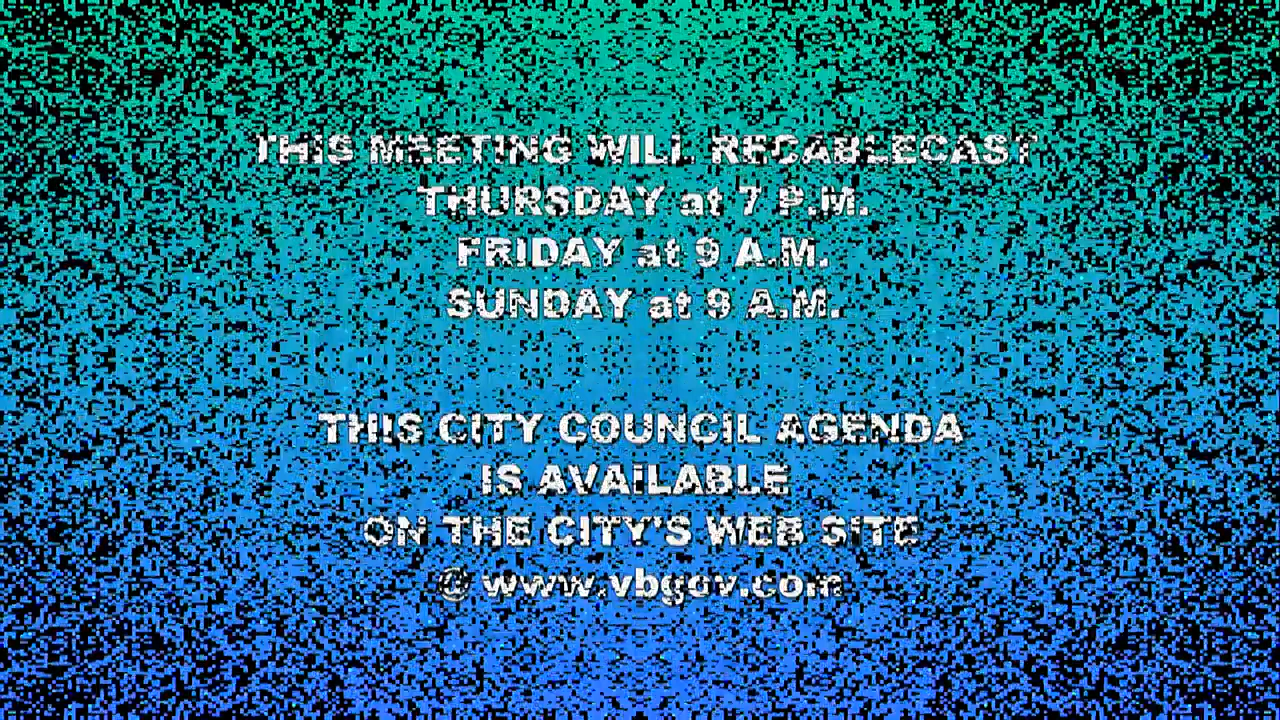 THIS MEETING WILL RECABLECAST
THURSDAY at 7 P.M.
FRIDAY at 9 A.M.
SUNDAY at 9 A.M.
THIS CITY COUNCIL AGENDA
IS AVAILABLE
ON THE CITY'S WEB SITE
@ www.vbgov.com